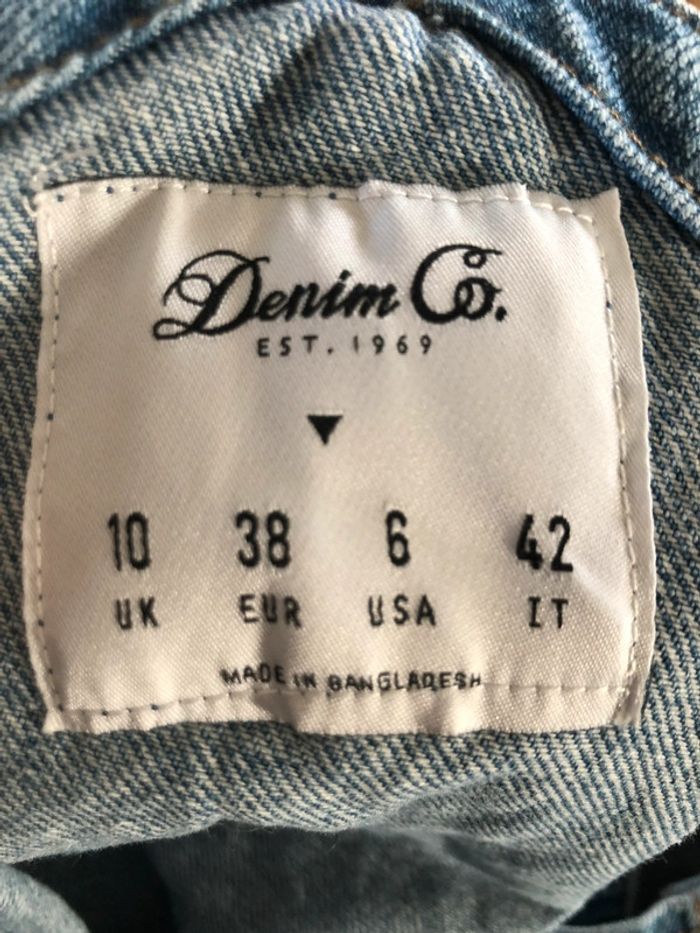 Denim Co.
EST. 1969
10 38 6 42
UK EUR USA IT
MADE IN BANGLADESH